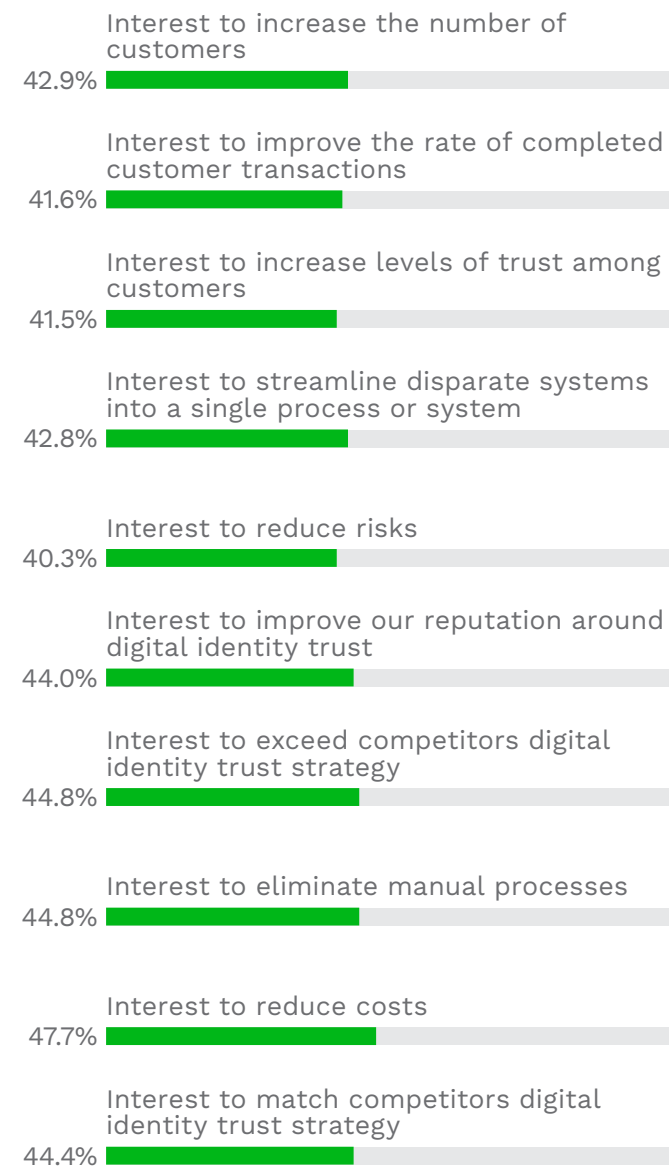 Interest to increase the number of
customers
42.9%
Interest to improve the rate of completed
customer transactions
41.6%
Interest to increase levels of trust among
customers
41.5%
Interest to streamline disparate systems
into a single process or system
42.8%
Interest to reduce risks
40.3%
Interest to improve our reputation around
digital identity trust
44.0%
Interest to exceed competitors digital
identity trust strategy
44.8%
Interest to eliminate manual processes
44.8%
Interest to reduce costs
47.7%
Interest to match competitors digital
identity trust strategy
44.4%